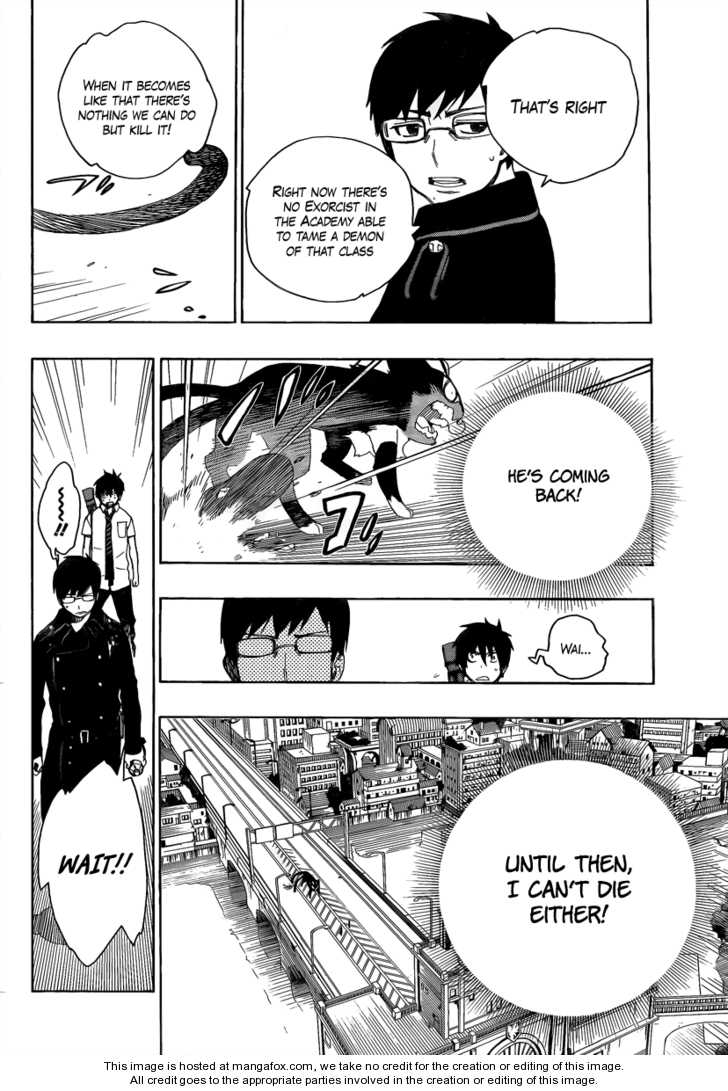 THAT'S RIGHT
RIGHT NOW THERE'S
NO EXORCIST IN
THE ACADEMY ABLE
TO TAME A DEMON
OF THAT CLASS
WHEN IT BECOMES
LIKE THAT THERE'S
NOTHING WE CAN DO
BUT KILL IT!
HE'S COMING
BACK!
コッ
WAI...
~~~!!
WAIT!!
UNTIL THEN,
I CAN'T DIE
EITHER!
This image is hosted at mangafox.com, we take no credit for the creation or editing of this image.
All credit goes to the appropriate parties involved in the creation or editing of this image.